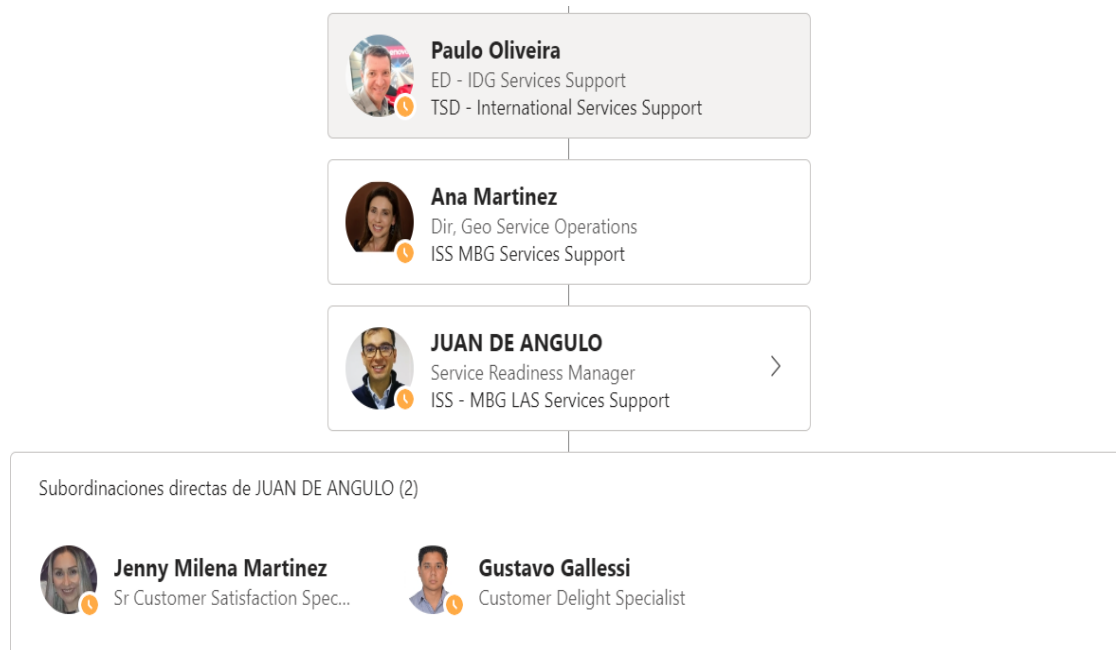 Paulo Oliveira
ED - IDG Services Support
TSD - International Services Support
Ana Martinez
Dir, Geo Service Operations
ISS MBG Services Support
JUAN DE ANGULO
Service Readiness Manager
ISS - MBG LAS Services Support
Subordinaciones directas de JUAN DE ANGULO (2)
Jenny Milena Martinez
Sr Customer Satisfaction Spec...
Gustavo Gallessi
Customer Delight Specialist